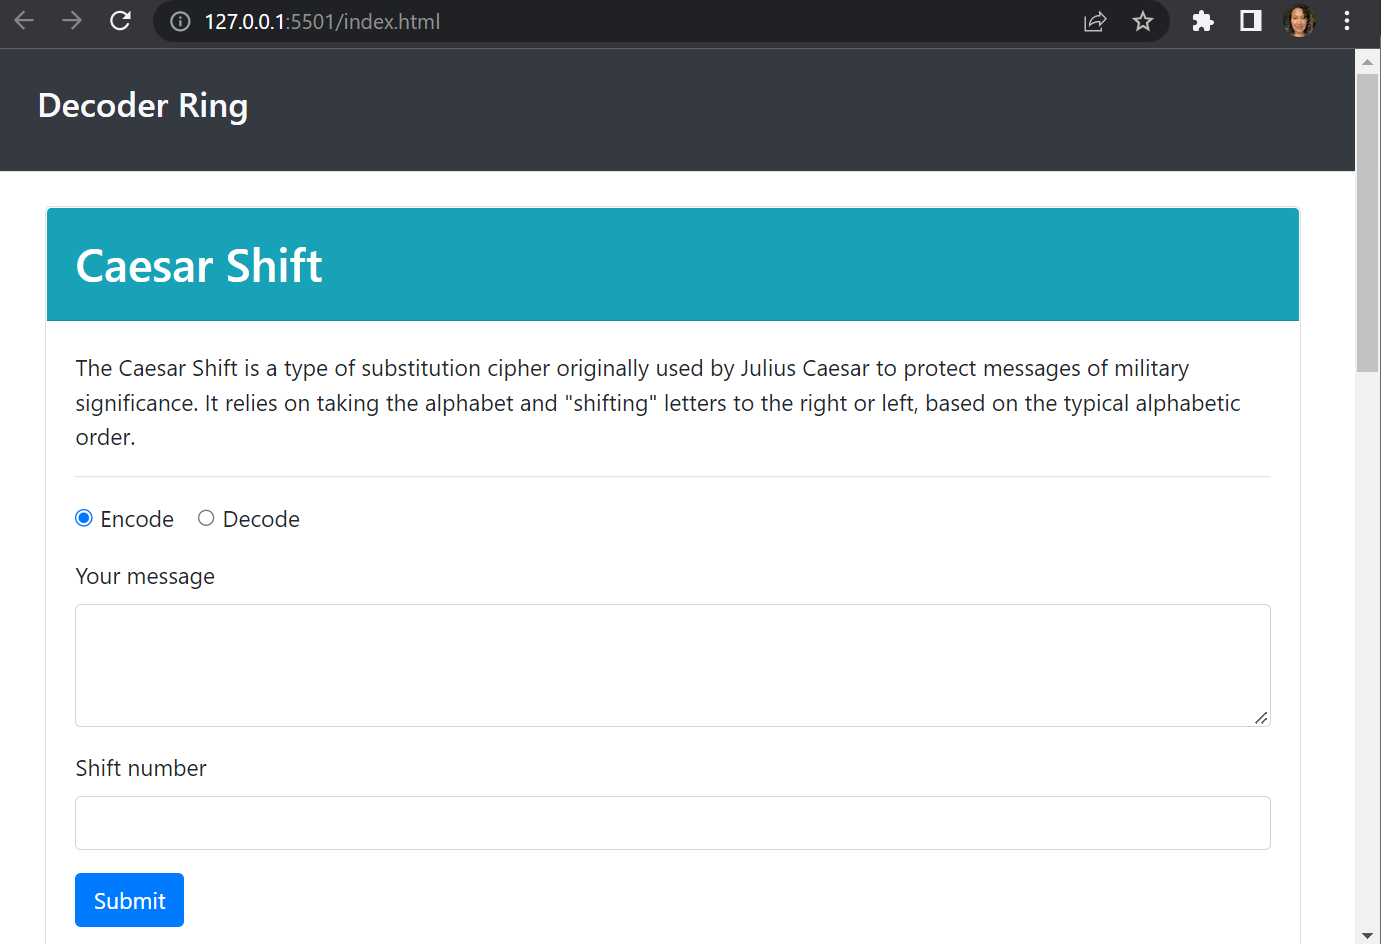 127.0.0.1:5501/index.html
Decoder Ring
Caesar Shift
The Caesar Shift is a type of substitution cipher originally used by Julius Caesar to protect messages of military
significance. It relies on taking the alphabet and "shifting" letters to the right or left, based on the typical alphabetic
order.
Encode Decode
Your message
Shift number
Submit